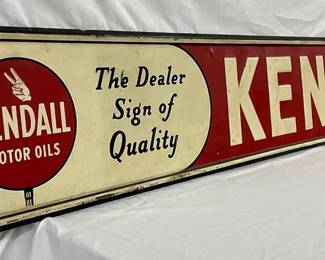 ENDALL
OTOR OILS
The Dealer
Sign of
Quality
KEN